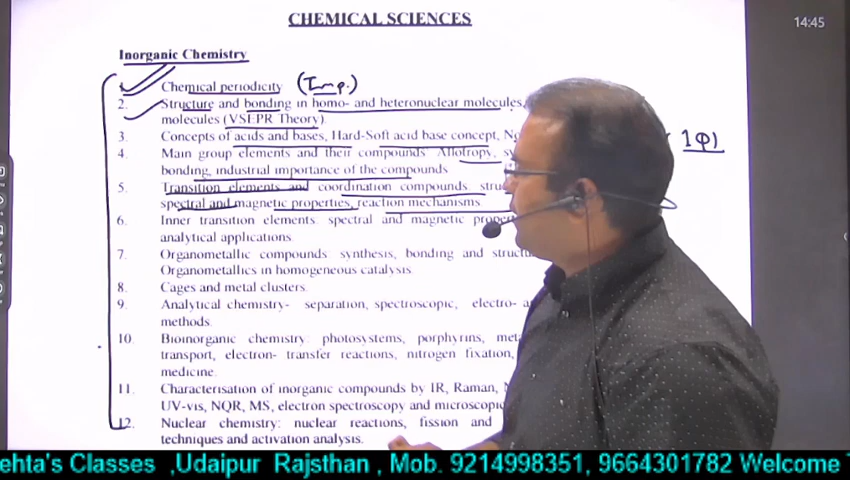 CHEMICAL SCIENCES
14:45
Inorganic Chemistry
1. Chemical periodicity (Imp.)
2. Structure and bonding in homo- and heteronuclear molecules,
molecules (VSEPR Theory).
3. Concepts of acids and bases, Hard-Soft acid base concept,
4. Main group elements and their compounds: Allotropy,
bonding, industrial importance of the compounds
5. Transition elements and coordination compounds:
spectral and magnetic properties, reaction mechanisms
6. Inner transition elements: spectral and magnetic
analytical applications
7. Organometallic compounds: synthesis, bonding and
Organometallics in homogeneous catalysis.
8. Cages and metal clusters.
9. Analytical chemistry- separation, spectroscopic, electro-
methods.
10. Bioinorganic chemistry: photosystems, porphyrins,
transport, electron- transfer reactions, nitrogen fixation,
medicine.
11. Characterisation of inorganic compounds by IR, Raman,
UV-vis, NQR, MS, electron spectroscopy and microscopic
12. Nuclear chemistry: nuclear reactions, fission and
techniques and activation analysis.
ehta's Classes ,Udaipur Rajsthan , Mob. 9214998351, 9664301782 Welcome